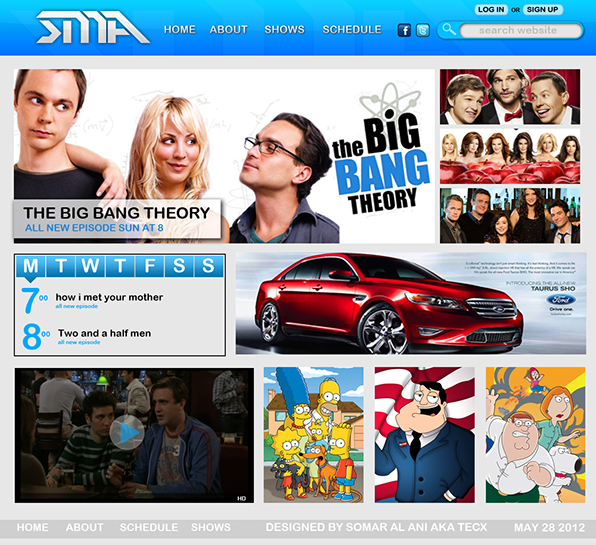 SMA
HOME ABOUT SHOWS SCHEDULE
LOG IN OR SIGN UP
search website
the BiG
BANG
THEORY
THE BIG BANG THEORY
ALL NEW EPISODE SUN AT 8
M T W T F S S
7 00 how i met your mother
all new episode
8 00 Two and a half men
all new episode
INTRODUCING THE ALL-NEW
TAURUS SHO
Ford
Drive one.
HD
HOME ABOUT SCHEDULE SHOWS DESIGNED BY SOMAR AL ANI AKA TECX MAY 28 2012